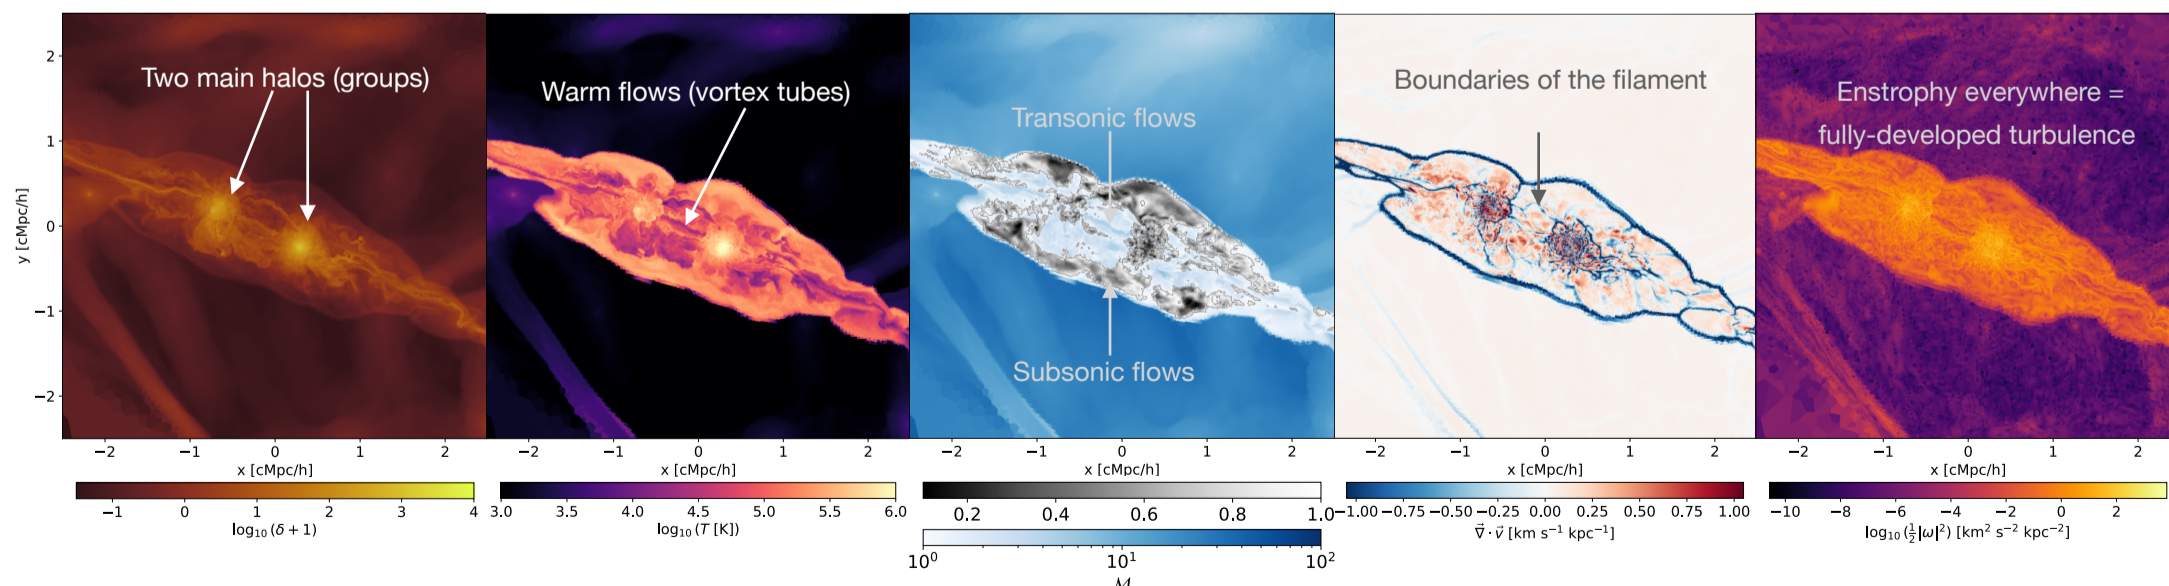 Two main halos (groups)
Warm flows (vortex tubes)
Transonic flows
Subsonic flows
Boundaries of the filament
Enstrophy everywhere =
fully-developed turbulence
y [cMpc/h]
2
1
0
−1
−2
−2 −1 0 1 2
x [cMpc/h]
−2 −1 0 1 2
x [cMpc/h]
−2 −1 0 1 2
x [cMpc/h]
−2 −1 0 1 2
x [cMpc/h]
−2 −1 0 1 2
x [cMpc/h]
−1 0 1 2 3 4
log₁₀(δ + 1)
3.0 3.5 4.0 4.5 5.0 5.5 6.0
log₁₀(T [K])
0.2 0.4 0.6 0.8 1.0
10⁰ 10¹ 10²
−1.00 −0.75 −0.50 −0.25 0.00 0.25 0.50 0.75 1.00
∇⃗ · v⃗ [km s⁻¹ kpc⁻¹]
−10 −8 −6 −4 −2 0 2
log₁₀(½|ω|²) [km² s⁻² kpc⁻²]